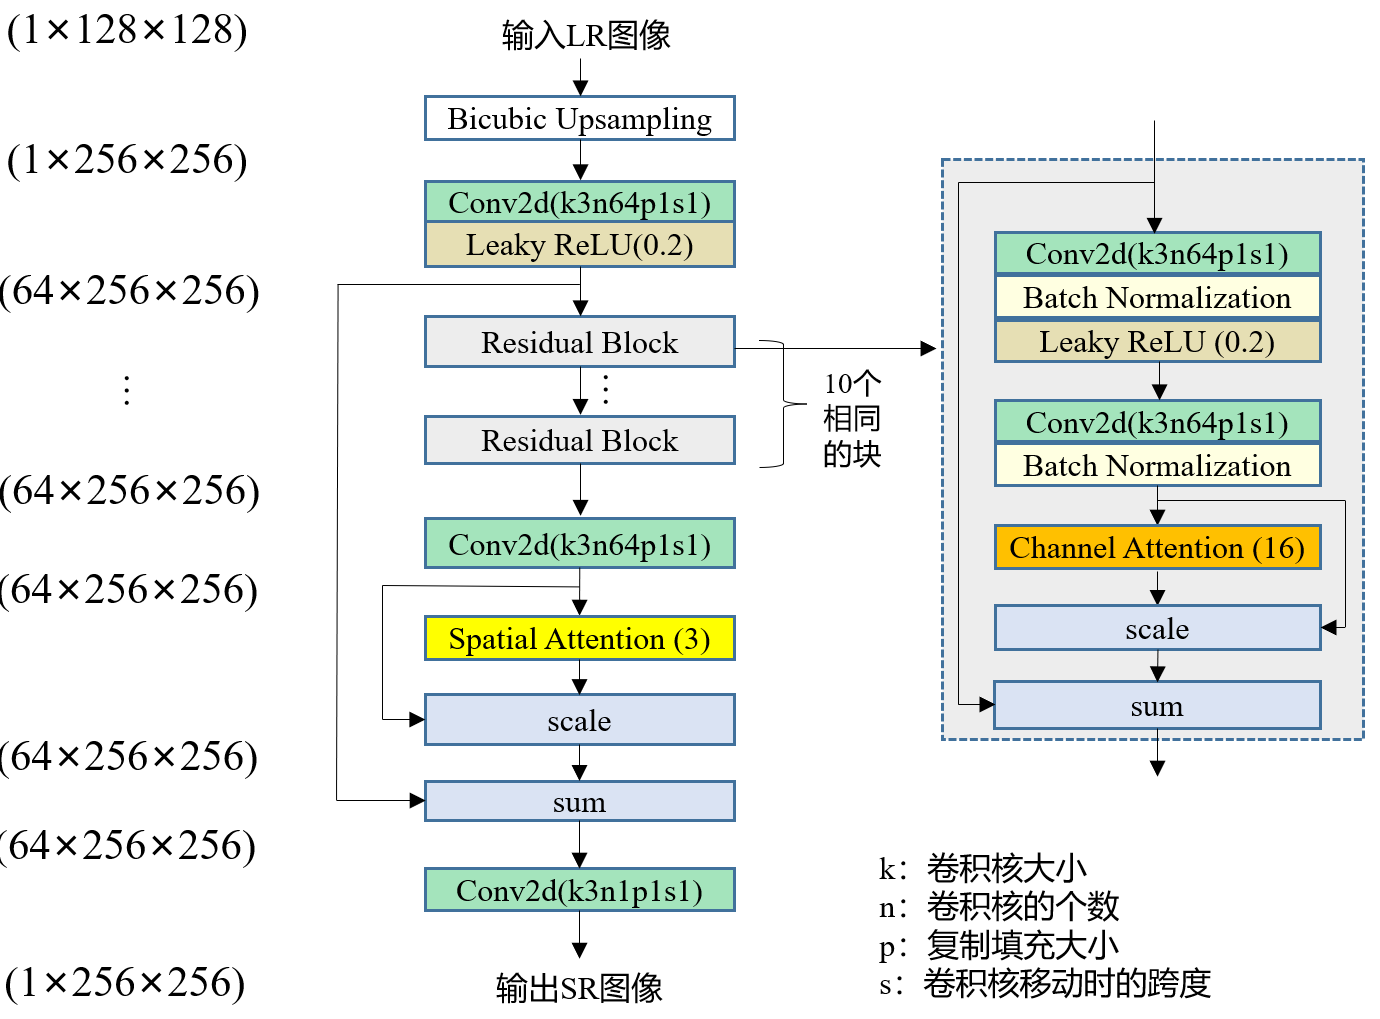 (1×128×128)
输入LR图像
Bicubic Upsampling
(1×256×256)
Conv2d(k3n64p1s1)
Leaky ReLU(0.2)
(64×256×256)
Residual Block
⋮
⋮
Residual Block
10个
相同
的块
(64×256×256)
Conv2d(k3n64p1s1)
(64×256×256)
Spatial Attention (3)
scale
(64×256×256)
sum
(64×256×256)
Conv2d(k3n1p1s1)
(1×256×256)
输出SR图像
Conv2d(k3n64p1s1)
Batch Normalization
Leaky ReLU (0.2)
Conv2d(k3n64p1s1)
Batch Normalization
Channel Attention (16)
scale
sum
k：卷积核大小
n：卷积核的个数
p：复制填充大小
s：卷积核移动时的跨度